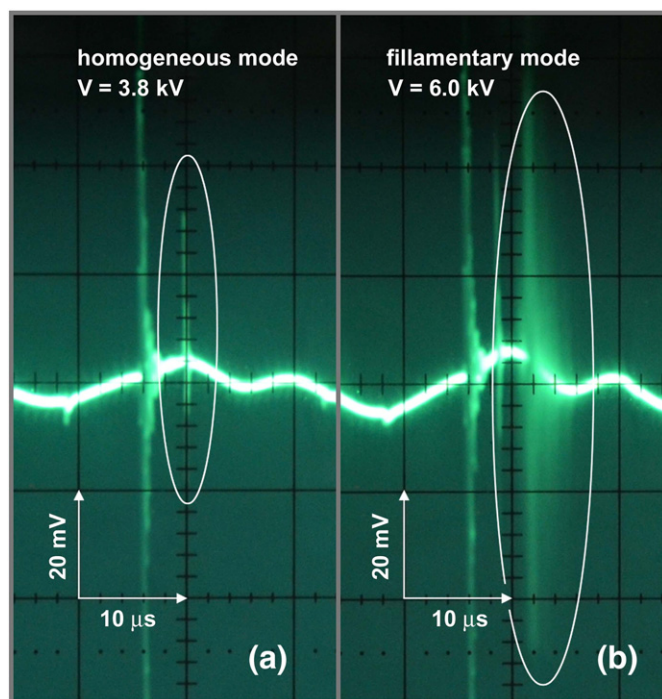 homogeneous mode
V = 3.8 kV
fillamentary mode
V = 6.0 kV
20 mV
10 μs
(a)
20 mV
10 μs
(b)